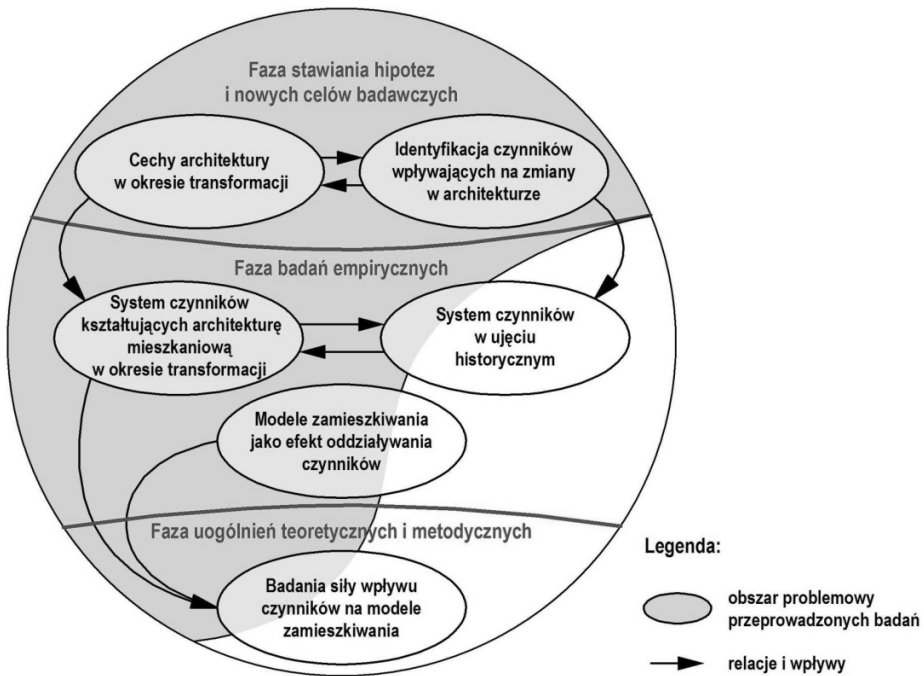 Faza stawiania hipotez
i nowych celów badawczych
Cechy architektury
w okresie transformacji
Identyfikacja czynników
wpływających na zmiany
w architekturze
Faza badań empirycznych
System czynników
kształtujących architekturę
mieszkaniową
w okresie transformacji
System czynników
w ujęciu
historycznym
Modele zamieszkiwania
jako efekt oddziaływania
czynników
Faza uogólnień teoretycznych i metodycznych
Badania siły wpływu
czynników na modele
zamieszkiwania
Legenda:
obszar problemowy
przeprowadzonych badań
relacje i wpływy